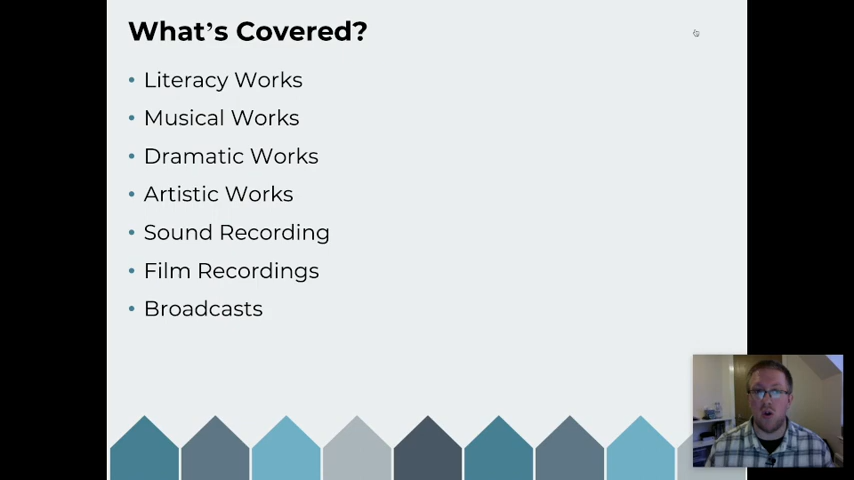 What's Covered?
• Literacy Works
• Musical Works
• Dramatic Works
• Artistic Works
• Sound Recording
• Film Recordings
• Broadcasts